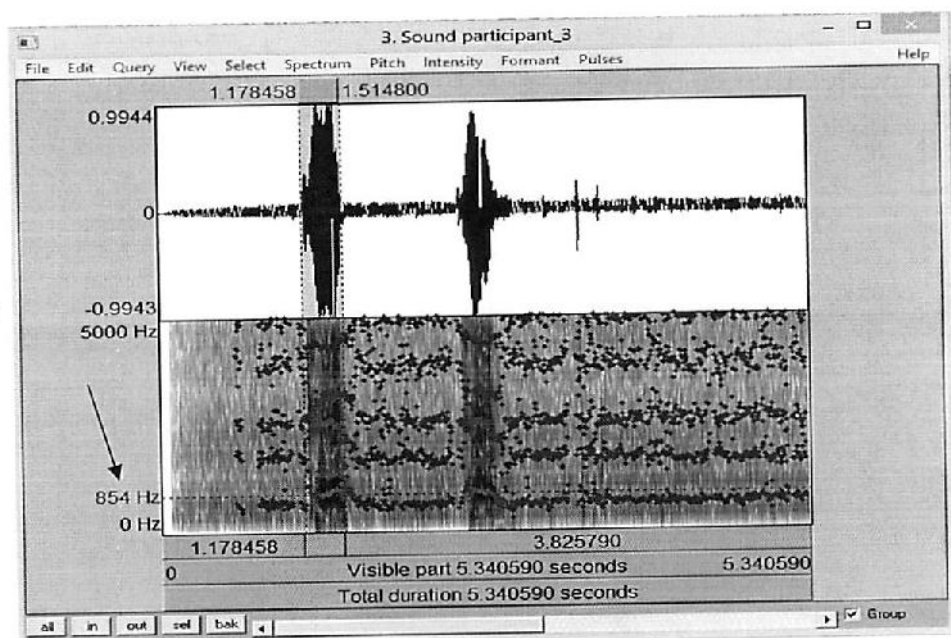 3. Sound participant_3
File Edit Query View Select Spectrum Pitch Intensity Formant Pulses Help
1.178458 1.514800
0.9944
0
-0.9943
5000 Hz
854 Hz
0 Hz
1.178458 3.825790
0 Visible part 5.340590 seconds 5.340590
Total duration 5.340590 seconds
all in out sel bak Group